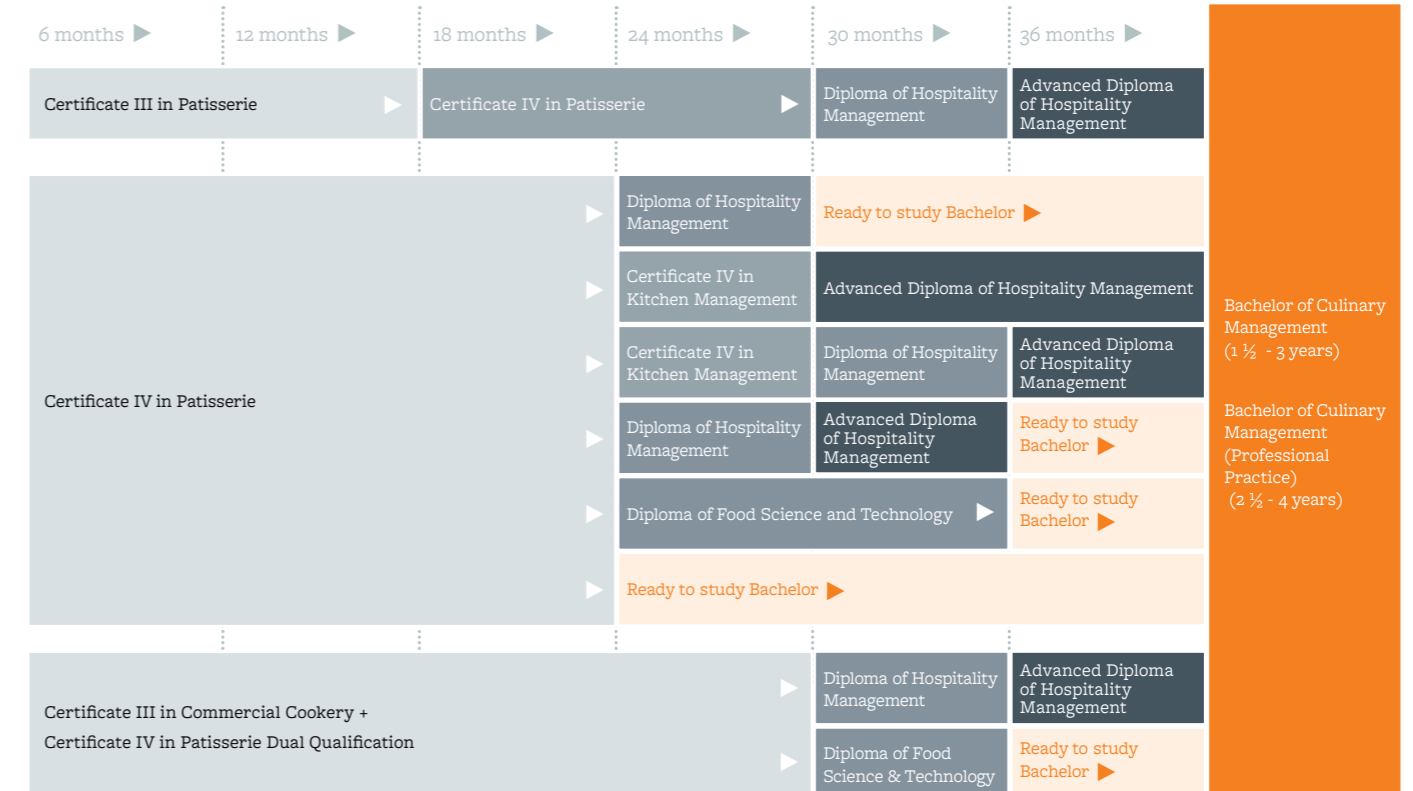 6 months ▶
12 months ▶
18 months ▶
24 months ▶
30 months ▶
36 months ▶
Certificate III in Patisserie
Certificate IV in Patisserie
Diploma of Hospitality
Management
Advanced Diploma
of Hospitality
Management
Certificate IV in Patisserie
Diploma of Hospitality
Management
Ready to study Bachelor ▶
Certificate IV in
Kitchen Management
Advanced Diploma of Hospitality Management
Certificate IV in
Kitchen Management
Diploma of Hospitality
Management
Advanced Diploma
of Hospitality
Management
Diploma of Hospitality
Management
Advanced Diploma
of Hospitality
Management
Ready to study
Bachelor ▶
Diploma of Food Science and Technology
Ready to study
Bachelor ▶
Ready to study Bachelor ▶
Certificate III in Commercial Cookery +
Certificate IV in Patisserie Dual Qualification
Diploma of Hospitality
Management
Advanced Diploma
of Hospitality
Management
Diploma of Food
Science & Technology
Ready to study
Bachelor ▶
Bachelor of Culinary
Management
(1 ½ - 3 years)
Bachelor of Culinary
Management
(Professional
Practice)
(2 ½ - 4 years)